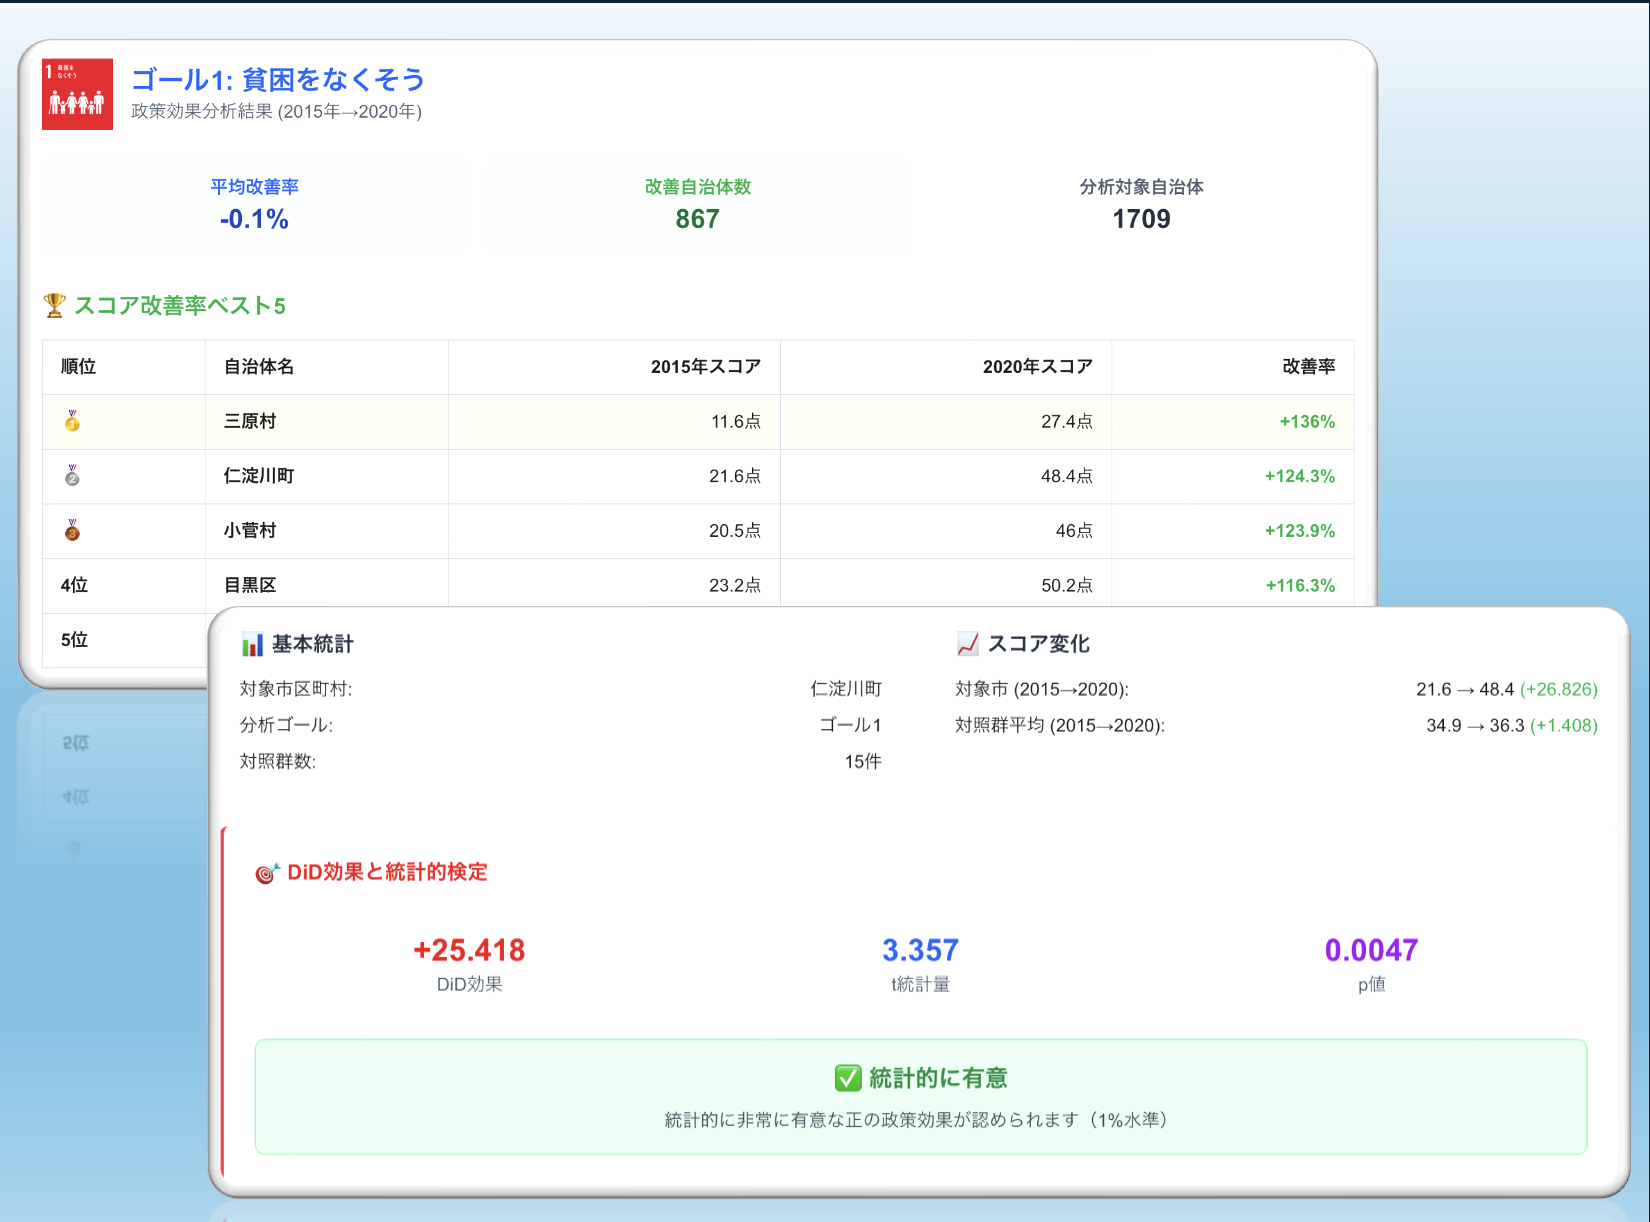 1 貧困を
なくそう
ゴール1: 貧困をなくそう
政策効果分析結果 (2015年→2020年)
平均改善率
-0.1%
改善自治体数
867
分析対象自治体
1709
🏆 スコア改善率ベスト5
順位 自治体名 2015年スコア 2020年スコア 改善率
🥇 三原村 11.6点 27.4点 +136%
🥈 仁淀川町 21.6点 48.4点 +124.3%
🥉 小菅村 20.5点 46点 +123.9%
4位 目黒区 23.2点 50.2点 +116.3%
5位
📊 基本統計
対象市区町村: 仁淀川町
分析ゴール: ゴール1
対照群数: 15件
📈 スコア変化
対象市 (2015→2020): 21.6 → 48.4 (+26.826)
対照群平均 (2015→2020): 34.9 → 36.3 (+1.408)
🎯 DiD効果と統計的検定
+25.418
DiD効果
3.357
t統計量
0.0047
p値
✅ 統計的に有意
統計的に非常に有意な正の政策効果が認められます（1%水準）
5位
4位